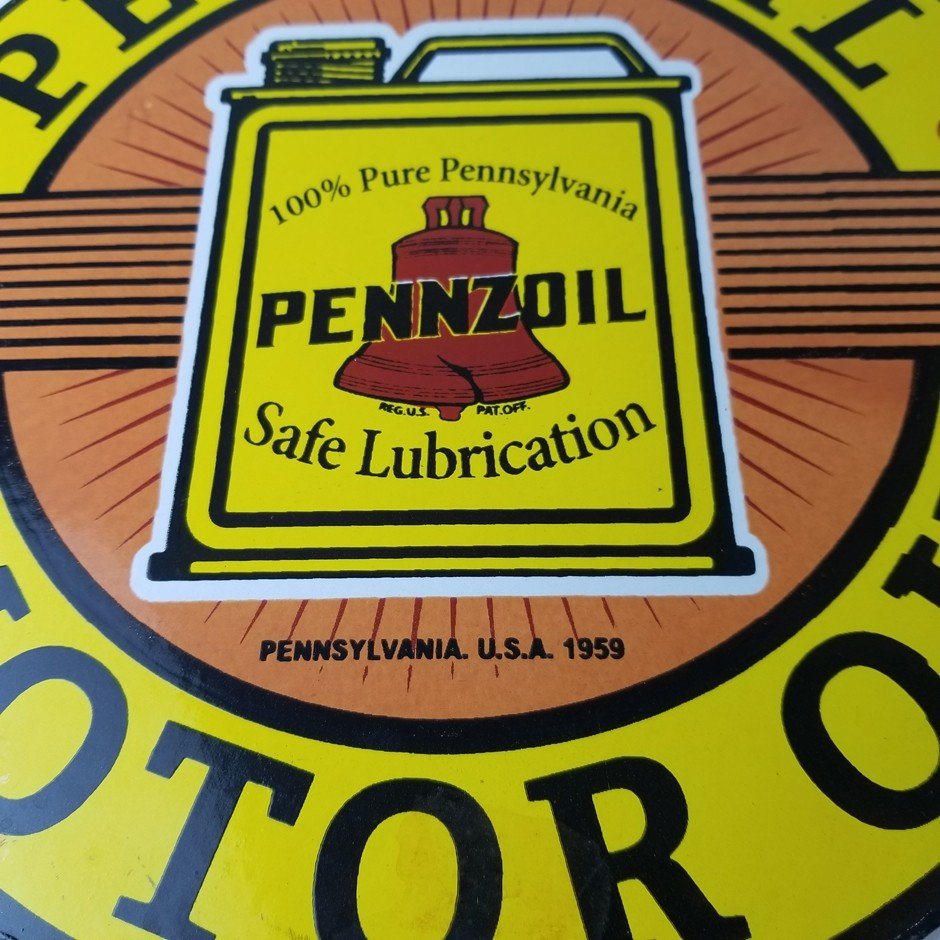 100% Pure Pennsylvania
PENNZOIL
REG.U.S. PAT.OFF.
Safe Lubrication
PENNSYLVANIA. U.S.A. 1959